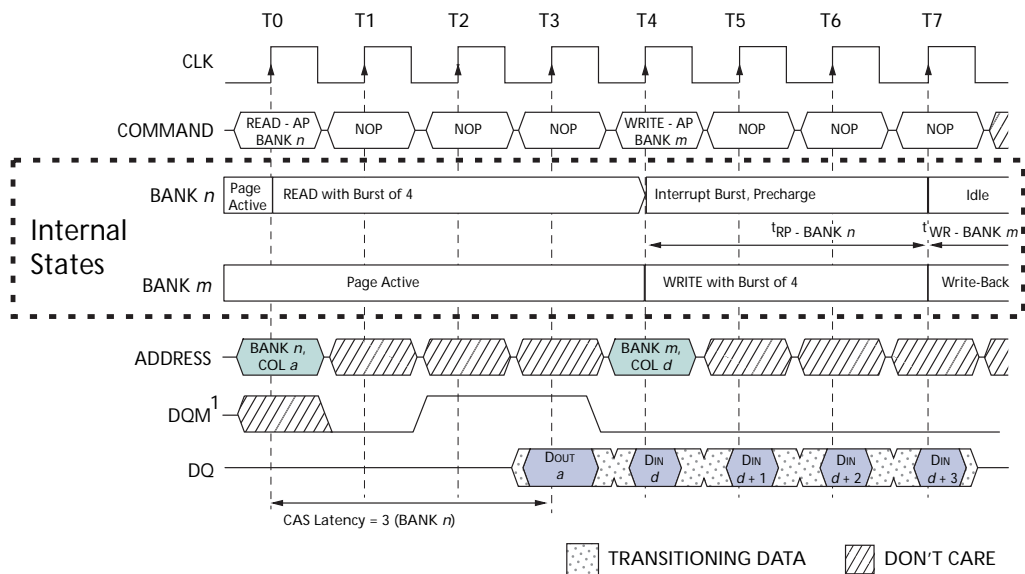 T0 T1 T2 T3 T4 T5 T6 T7
CLK
COMMAND
READ - AP
BANK n
NOP
NOP
NOP
WRITE - AP
BANK m
NOP
NOP
NOP
Internal
States
BANK n
Page
Active
READ with Burst of 4
Interrupt Burst, Precharge
Idle
tRP - BANK n
tWR - BANK m
BANK m
Page Active
WRITE with Burst of 4
Write-Back
ADDRESS
BANK n,
COL a
BANK m,
COL d
DQM1
DQ
DOUT
a
DIN
d
DIN
d + 1
DIN
d + 2
DIN
d + 3
CAS Latency = 3 (BANK n)
TRANSITIONING DATA
DON'T CARE